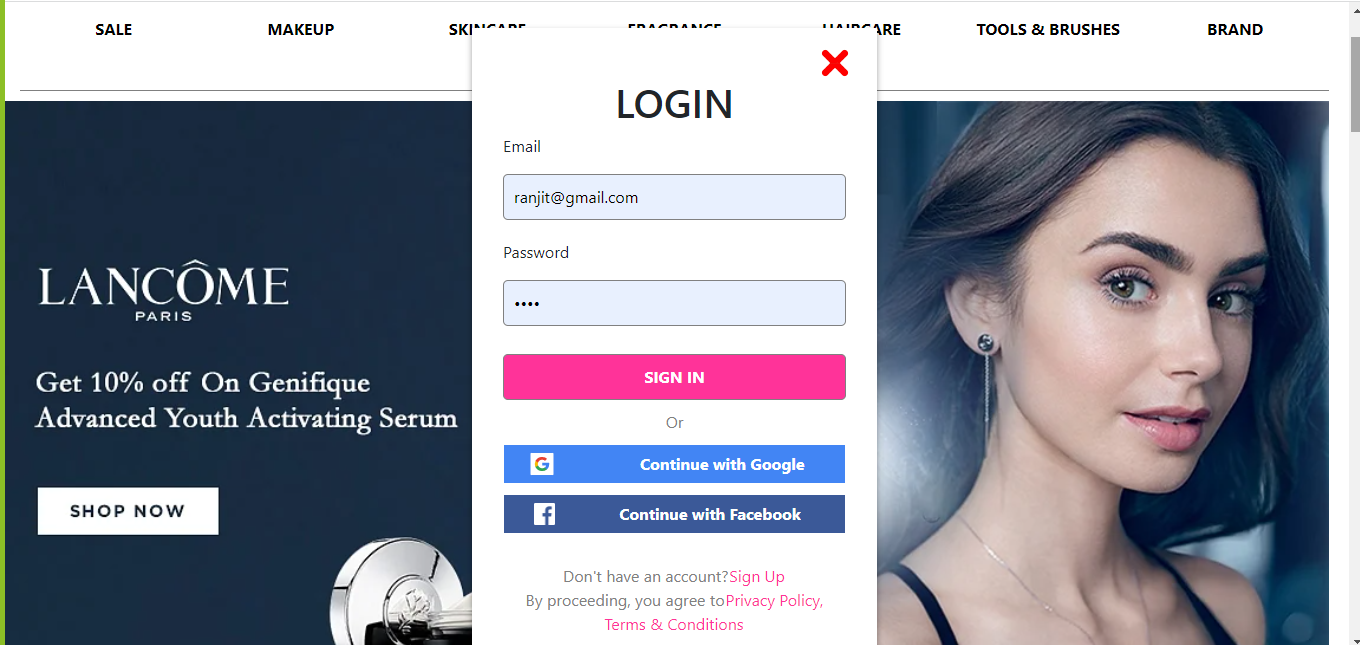 SALE MAKEUP SKINCARE FRAGRANCE HAIRCARE TOOLS & BRUSHES BRAND
LOGIN
Email
ranjit@gmail.com
Password
••••
SIGN IN
Or
Continue with Google
Continue with Facebook
Don't have an account?Sign Up
By proceeding, you agree toPrivacy Policy,
Terms & Conditions
LANCÔME
PARIS
Get 10% off On Genifique
Advanced Youth Activating Serum
SHOP NOW